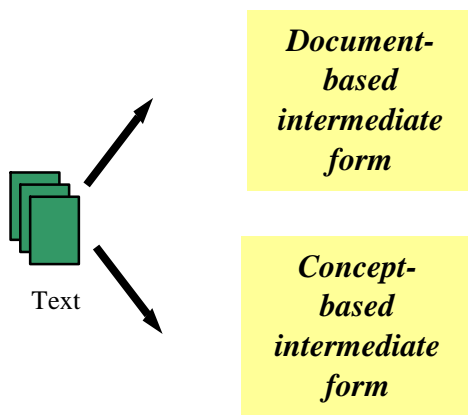 Document-
based
intermediate
form
Text
Concept-
based
intermediate
form